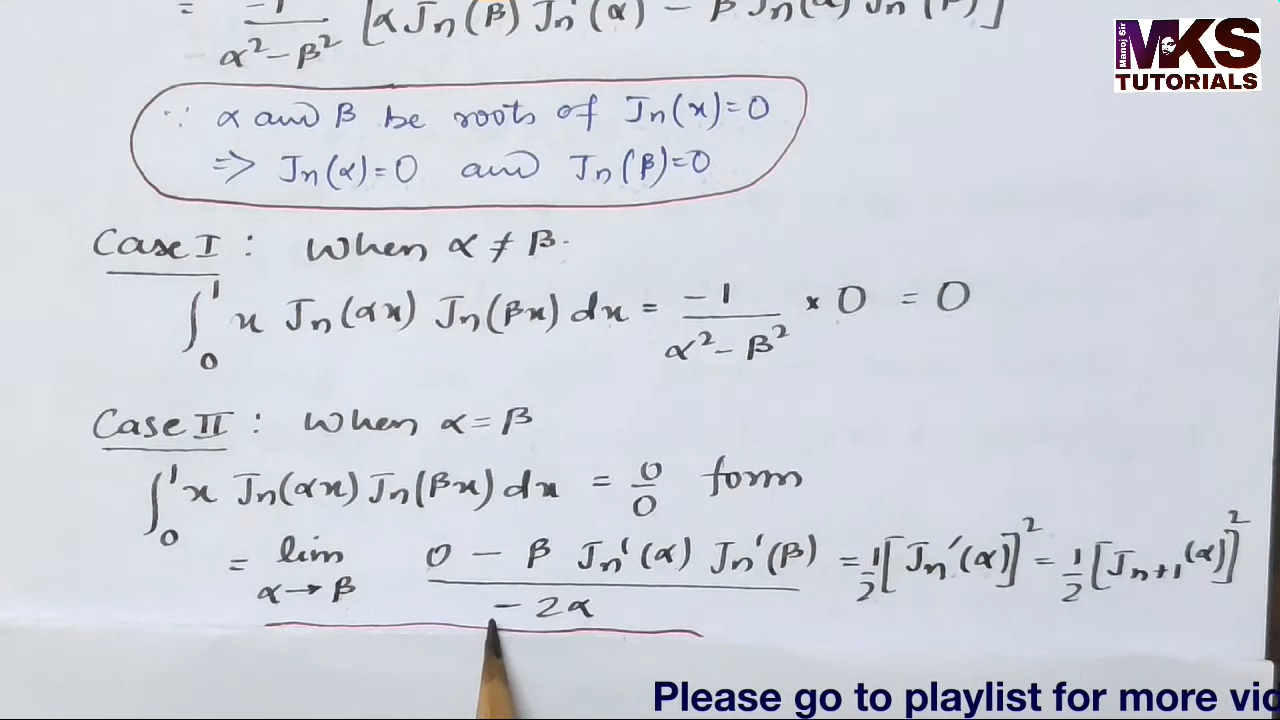 = -1 / α² - β² [α Jn(β) Jn'(α) - β Jn(α) Jn'(β)]
Manoj Sir
MKS
TUTORIALS
∵ α and β be roots of Jn(x)=0
=> Jn(α)=0 and Jn(β)=0
Case I : When α ≠ β.
∫₀¹ x Jn(αx) Jn(βx) dx = -1 / α² - β² × 0 = 0
Case II : When α = β
∫₀¹ x Jn(αx) Jn(βx) dx = 0/0 form
= lim α→β 0 - β Jn'(α) Jn'(β) / -2α = 1/2 [Jn'(α)]² = 1/2 [Jn+1(α)]²
Please go to playlist for more vid